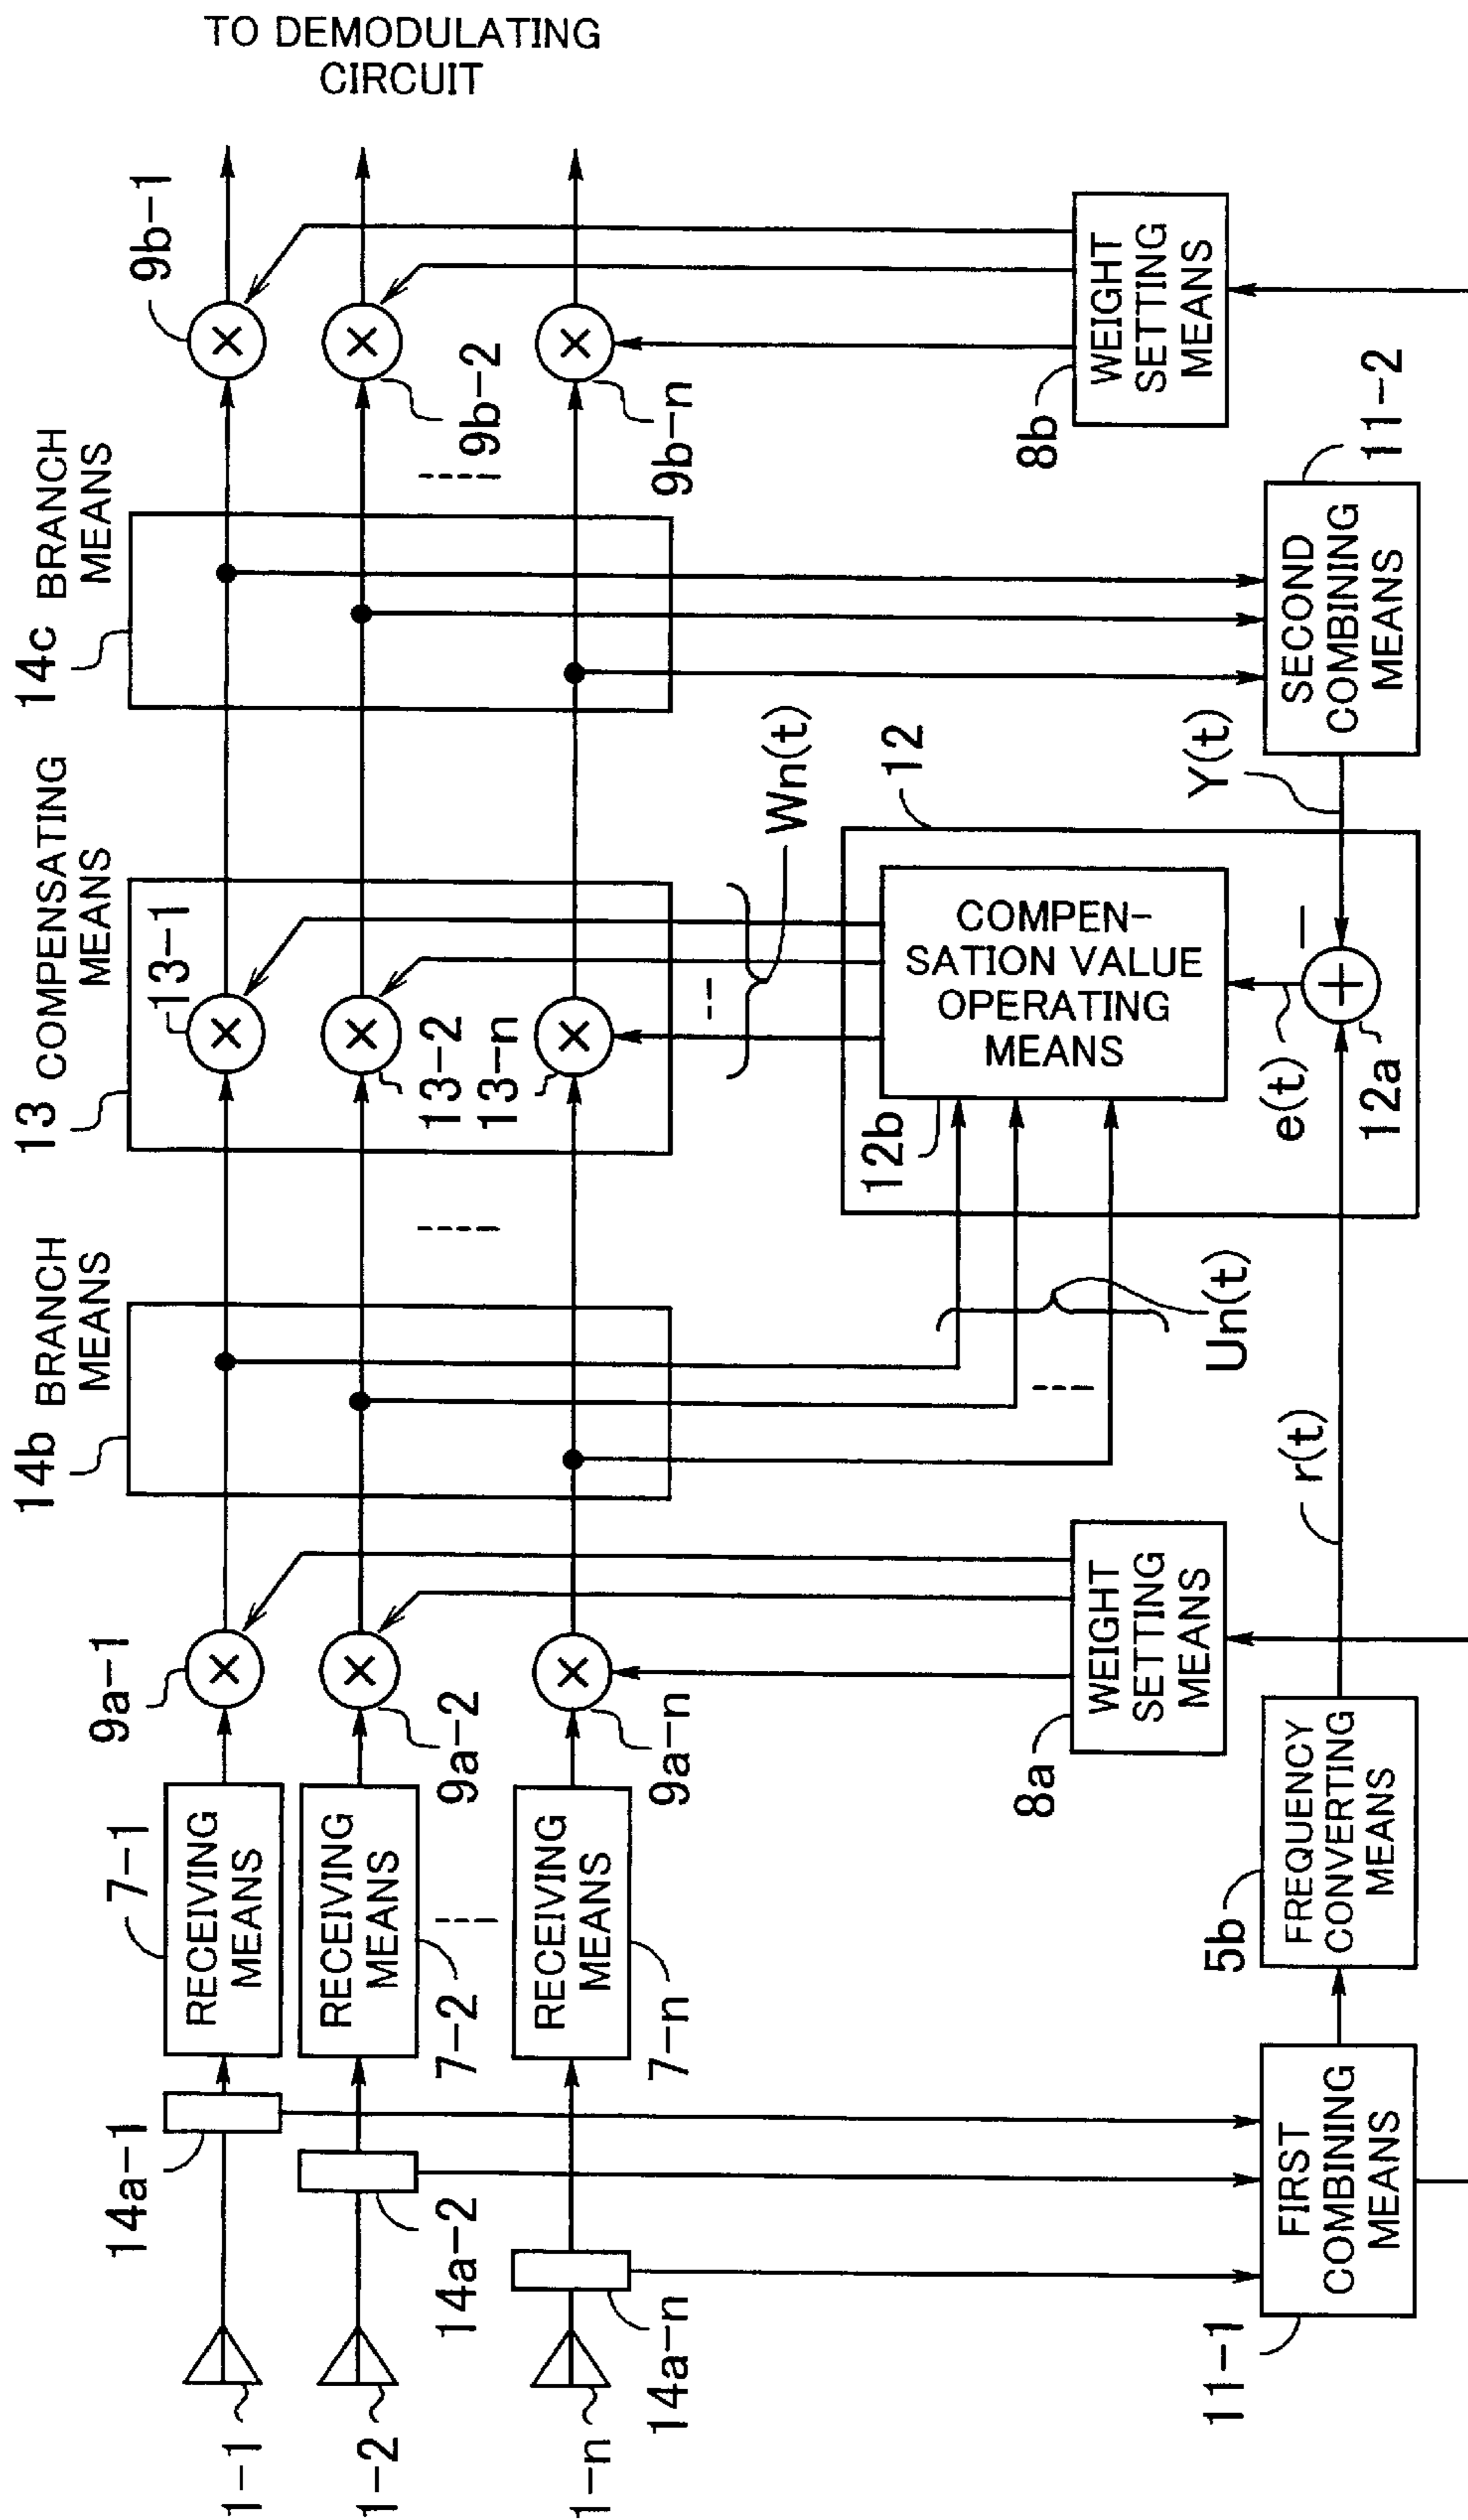 TO DEMODULATING
CIRCUIT
14b BRANCH
MEANS
13 COMPENSATING
MEANS
14c BRANCH
MEANS
9b-1
9b-2
9b-n
13-1
13-2
13-n
9a-1
9a-2
9a-n
7-1
RECEIVING
MEANS
7-2
RECEIVING
MEANS
7-n
RECEIVING
MEANS
14a-1
14a-2
14a-n
1-1
1-2
1-n
8a
WEIGHT
SETTING
MEANS
8b
WEIGHT
SETTING
MEANS
Wn(t)
Un(t)
12
12b
COMPEN-
SATION VALUE
OPERATING
MEANS
e(t)
12a
+
−
r(t)
Y(t)
11-1
FIRST
COMBINING
MEANS
5b
FREQUENCY
CONVERTING
MEANS
11-2
SECOND
COMBINING
MEANS